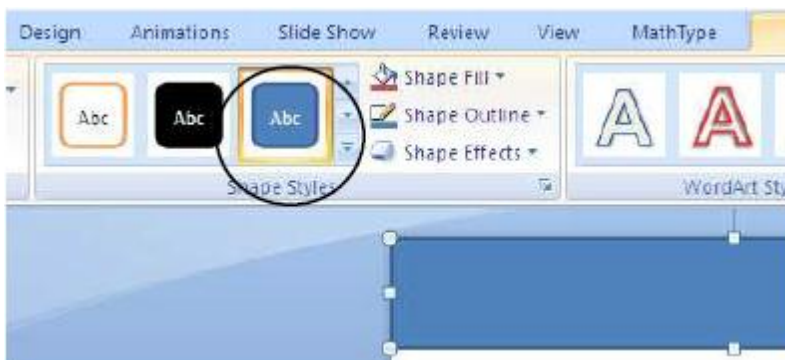 Design Animations Slide Show Review View MathType
Abc Abc Abc
Shape Fill
Shape Outline
Shape Effects
A A
Shape Styles WordArt Sty